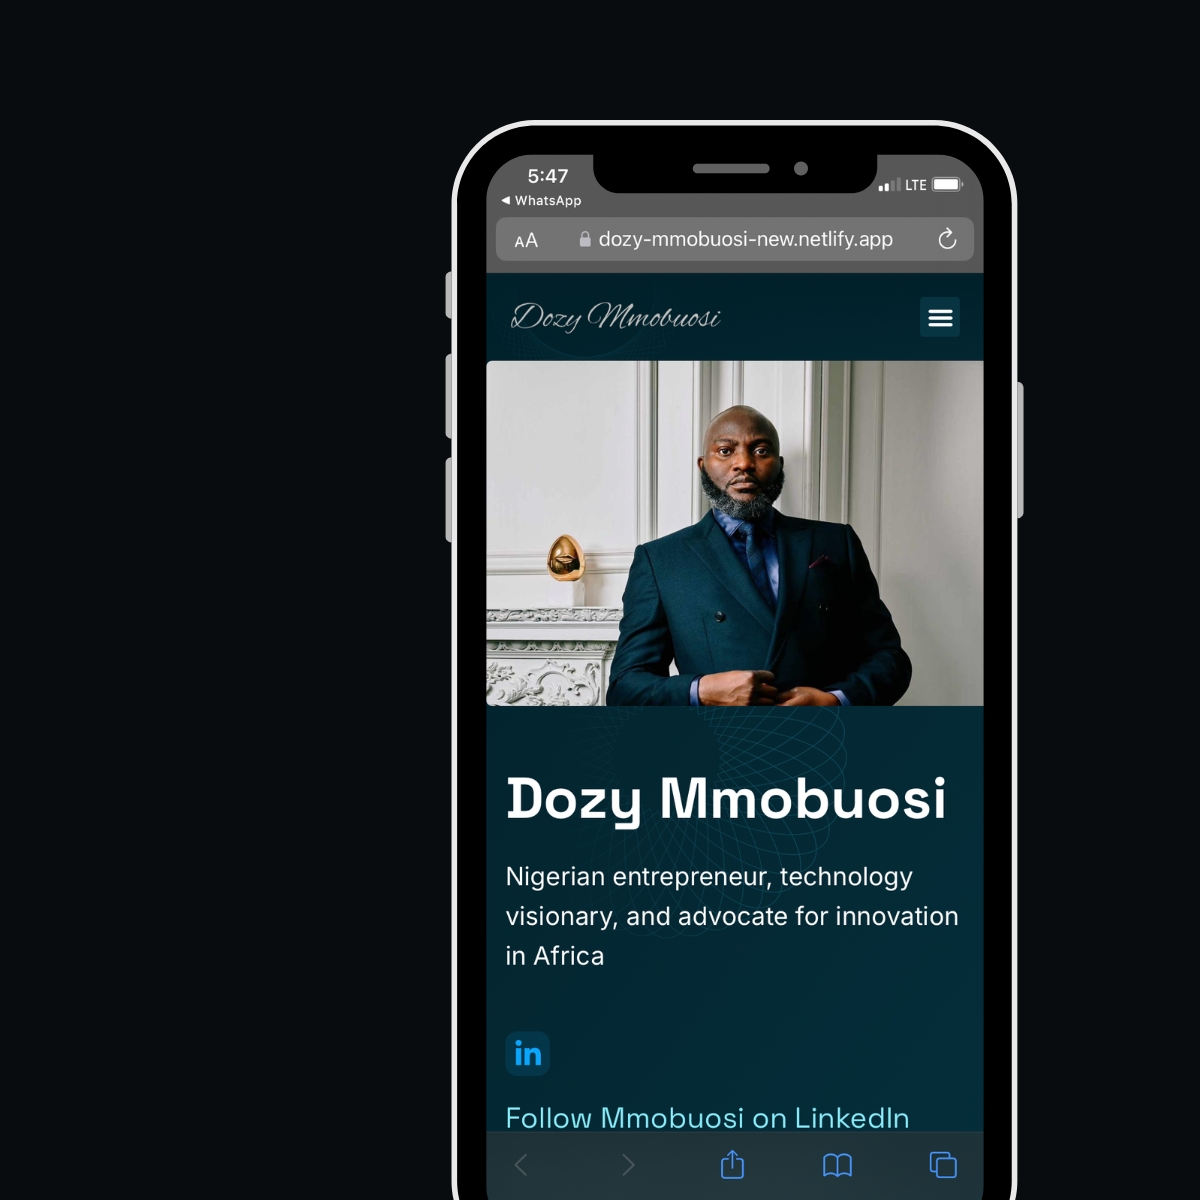 5:47
LTE
WhatsApp
AA
dozy-mmobuosi-new.netlify.app
Dozy Mmobuosi
Dozy Mmobuosi
Nigerian entrepreneur, technology
visionary, and advocate for innovation
in Africa
in
Follow Mmobuosi on LinkedIn